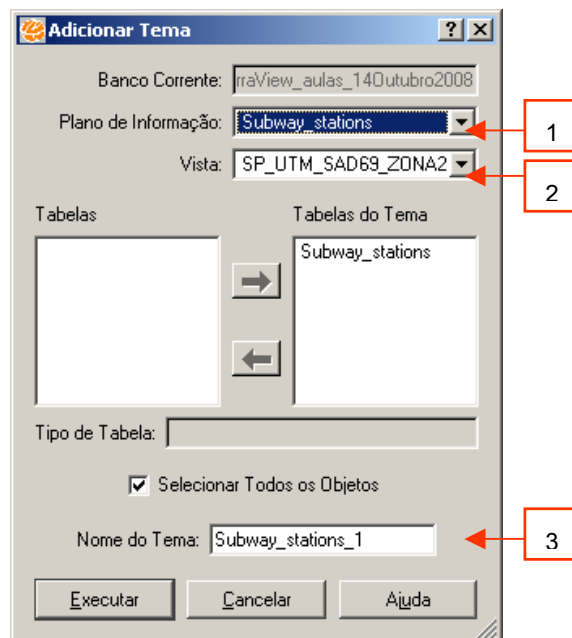 Adicionar Tema
Banco Corrente: rraView_aulas_14Outubro2008
Plano de Informação: Subway_stations
1
Vista: SP_UTM_SAD69_ZONA2
2
Tabelas Tabelas do Tema
Subway_stations
Tipo de Tabela:
Selecionar Todos os Objetos
Nome do Tema: Subway_stations_1
3
Executar Cancelar Ajuda